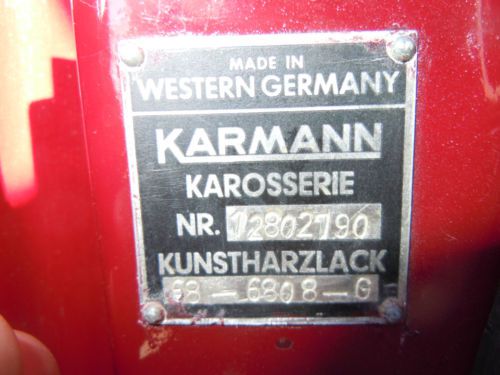 MADE IN
WESTERN GERMANY
KARMANN
KAROSSERIE
NR. 12802790
KUNSTHARZLACK
68-6808-G